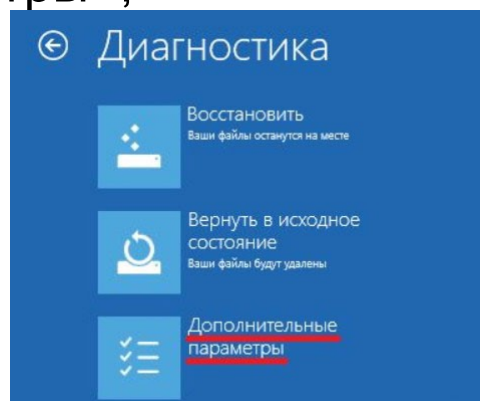 Диагностика
Восстановить
Ваши файлы останутся на месте
Вернуть в исходное
состояние
Ваши файлы будут удалены
Дополнительные
параметры